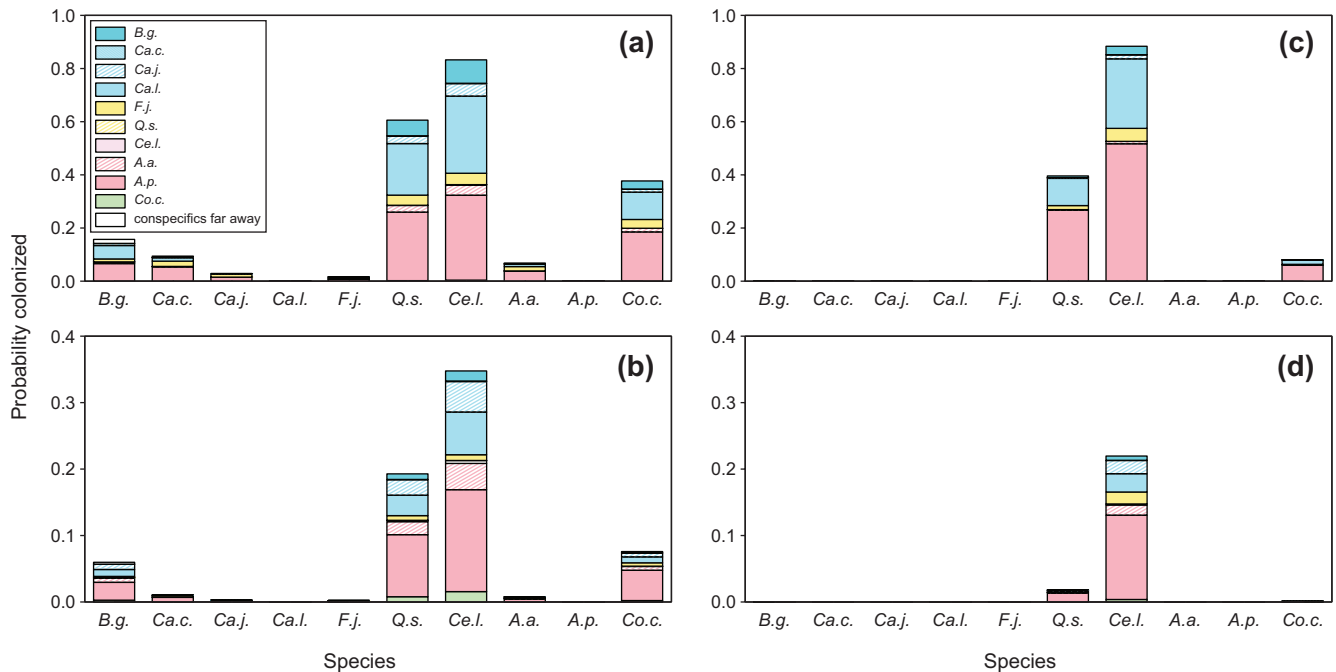 1.0
0.8
0.6
0.4
0.2
0.0
B.g.
Ca.c.
Ca.j.
Ca.l.
F.j.
Q.s.
Ce.l.
A.a.
A.p.
Co.c.
conspecifics far away
(a)
B.g. Ca.c. Ca.j. Ca.l. F.j. Q.s. Ce.l. A.a. A.p. Co.c.
1.0
0.8
0.6
0.4
0.2
0.0
(c)
B.g. Ca.c. Ca.j. Ca.l. F.j. Q.s. Ce.l. A.a. A.p. Co.c.
Probability colonized
0.4
0.3
0.2
0.1
0.0
(b)
B.g. Ca.c. Ca.j. Ca.l. F.j. Q.s. Ce.l. A.a. A.p. Co.c.
Species
0.4
0.3
0.2
0.1
0.0
(d)
B.g. Ca.c. Ca.j. Ca.l. F.j. Q.s. Ce.l. A.a. A.p. Co.c.
Species